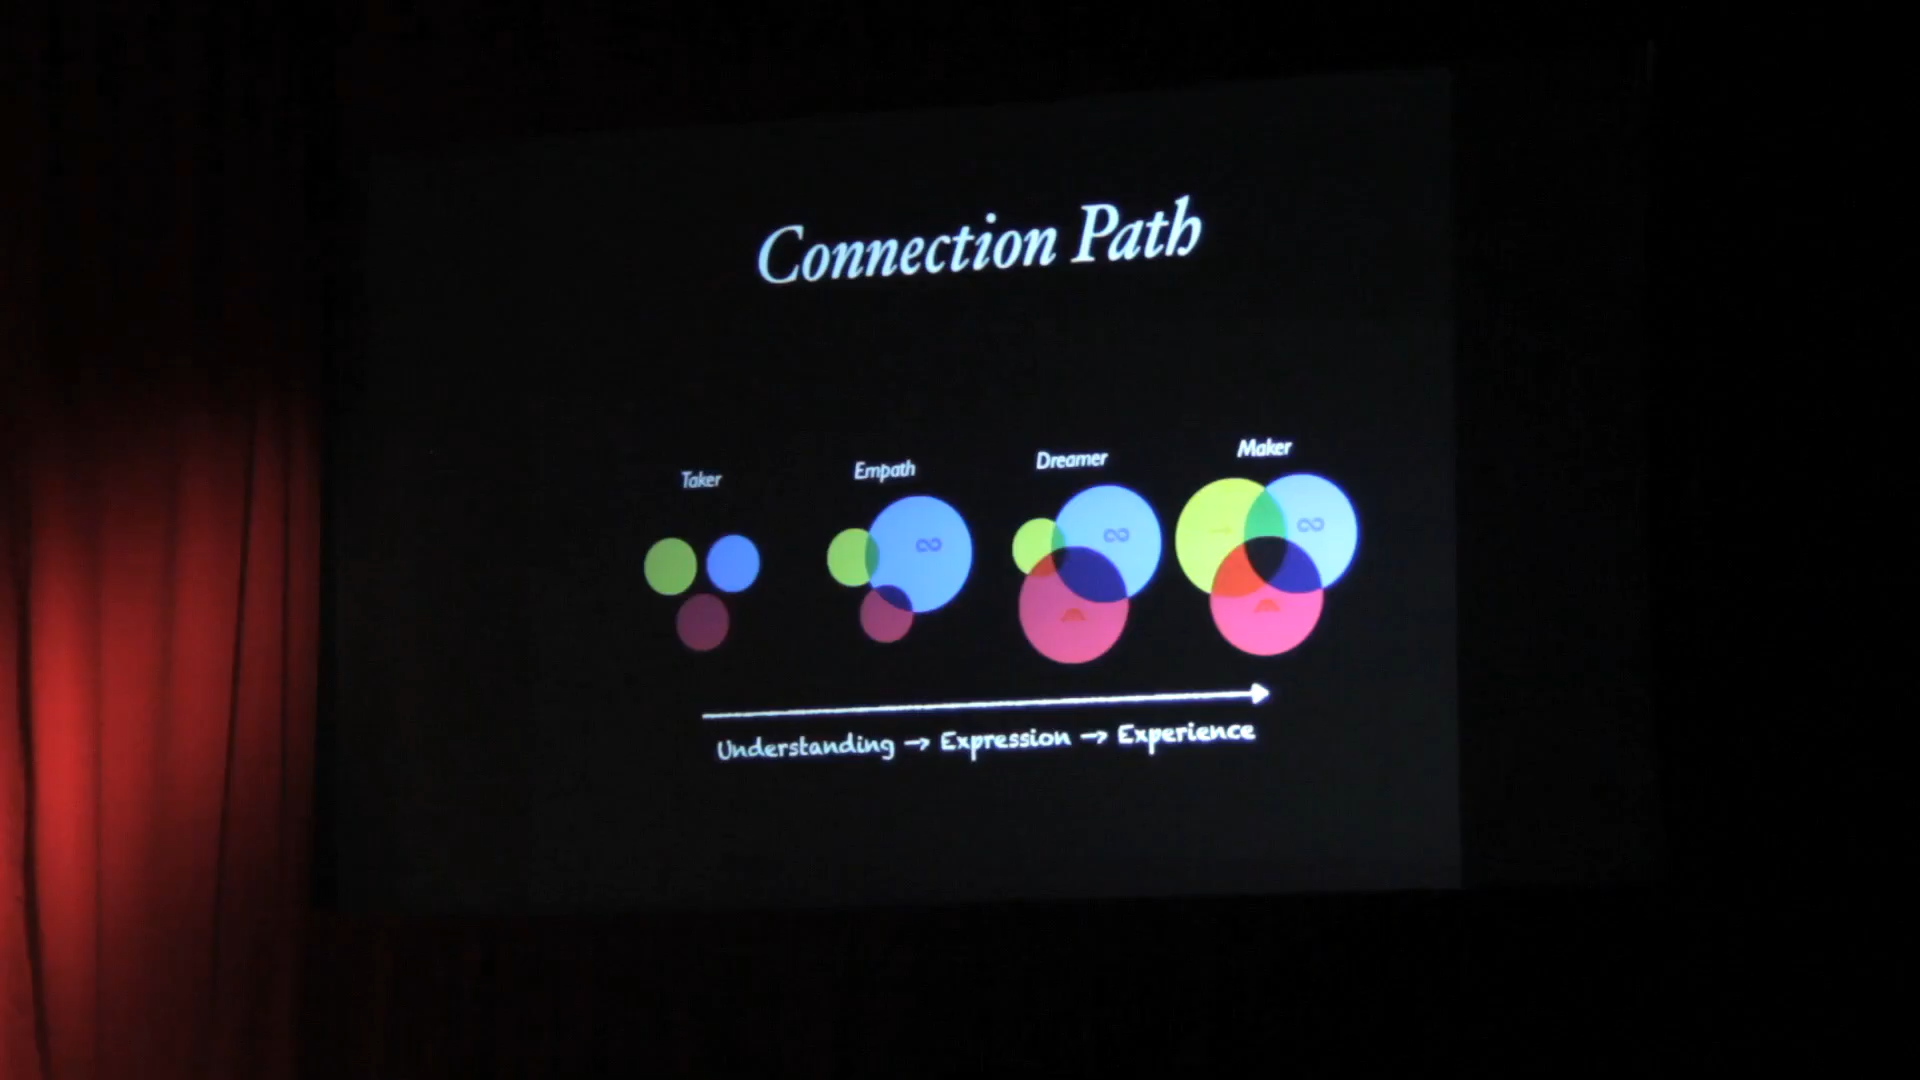 Connection Path
Taker Empath Dreamer Maker
∞ ∞ → ∞
Understanding → Expression → Experience